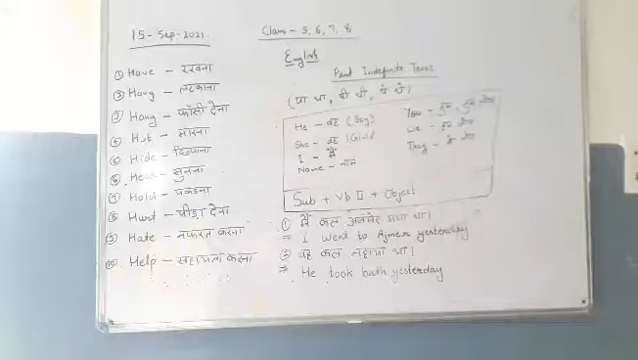 15-Sep-2021
Class - 5, 6, 7, 8
English
① Have - रखना
② Hang - लटकाना
③ Hang - फाँसी देना
④ Hit - मारना
⑤ Hide - छिपाना
⑥ Hear - सुनना
⑦ Hold - पकड़ना
⑧ Hurt - पीड़ा देना
⑨ Hate - नफरत करना
⑩ Help - सहायता करना
Past Indefinite Tense
He - वह (Boy)
She - वह (Girl)
I - मैं
Name - नाम
You - तुम,
We - हम लोग
They - वे लोग
Sub + Vb II + Object
① मैं कल अजमेर गया था।
⇒ I went to Ajmer yesterday
② वह कल नहाया था।
⇒ He took bath yesterday